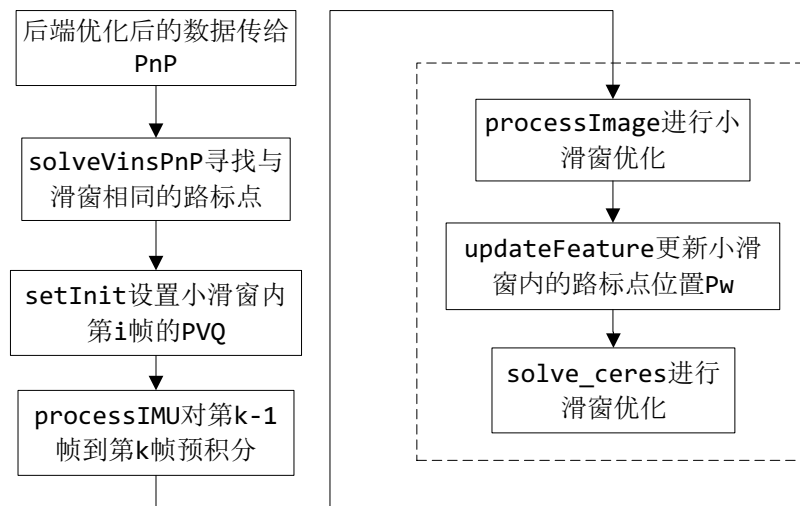 后端优化后的数据传给
PnP
solveVinsPnP寻找与
滑窗相同的路标点
setInit设置小滑窗内
第i帧的PVQ
processIMU对第k-1
帧到第k帧预积分
processImage进行小
滑窗优化
updateFeature更新小滑
窗内的路标点位置Pw
solve_ceres进行
滑窗优化